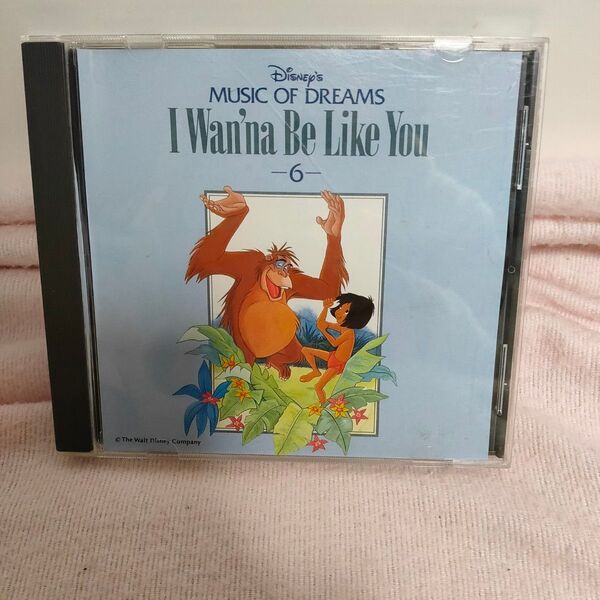 Disney's
MUSIC OF DREAMS
I Wan'na Be Like You
—6—
© The Walt Disney Company